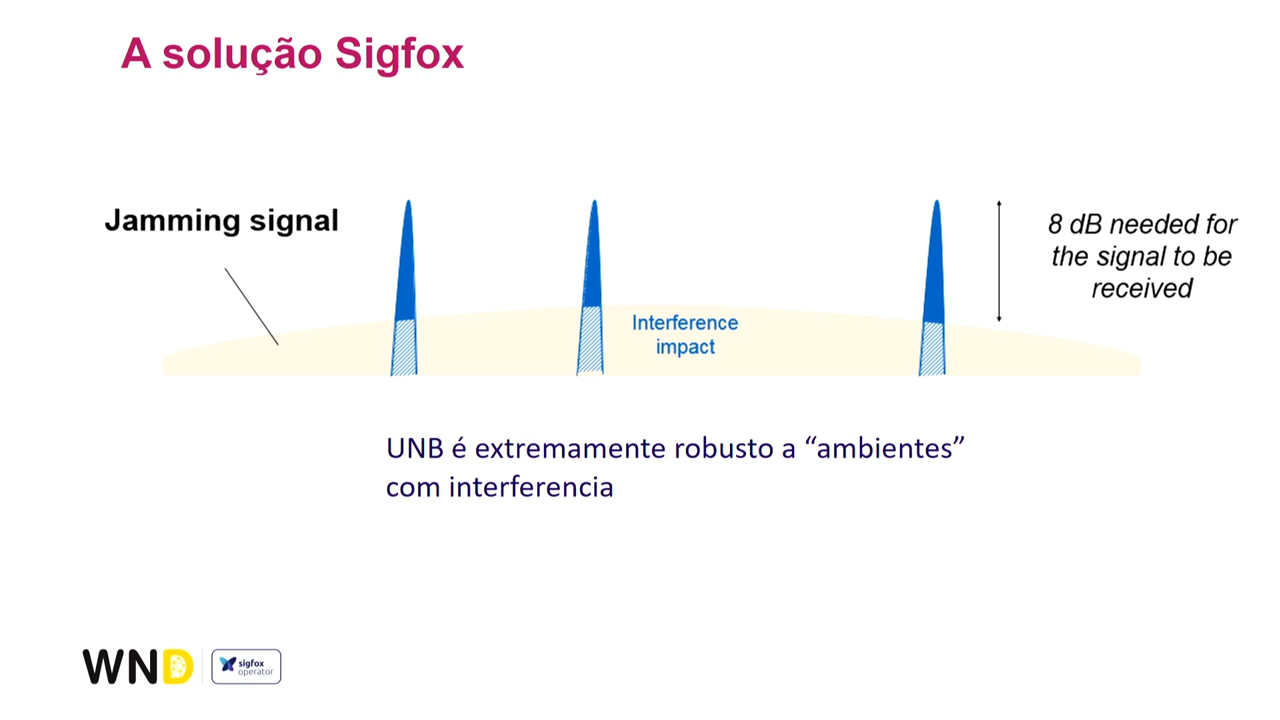 A solução Sigfox
Jamming signal
8 dB needed for
the signal to be
received
Interference
impact
UNB é extremamente robusto a “ambientes”
com interferencia
WND
sigfox
operator